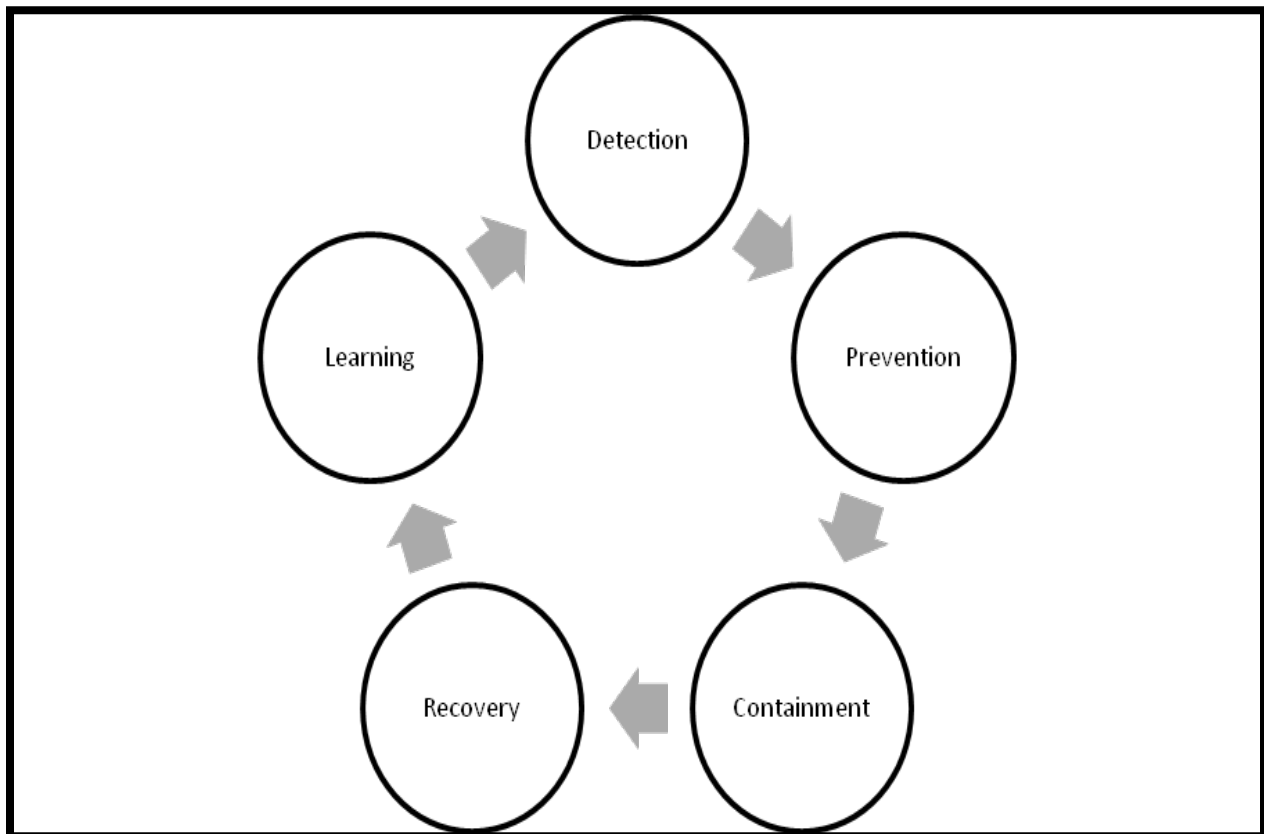 Detection
Prevention
Containment
Recovery
Learning